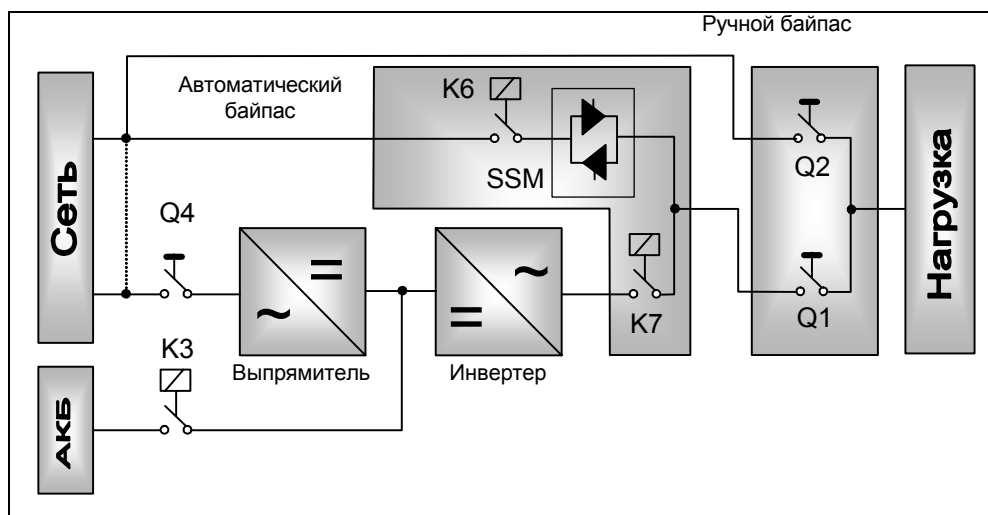 Ручной байпас
Автоматический
байпас
K6
SSM
Q2
Сеть
Q4
=
~
~
=
K7
Q1
Нагрузка
K3
Выпрямитель
Инвертер
АКБ